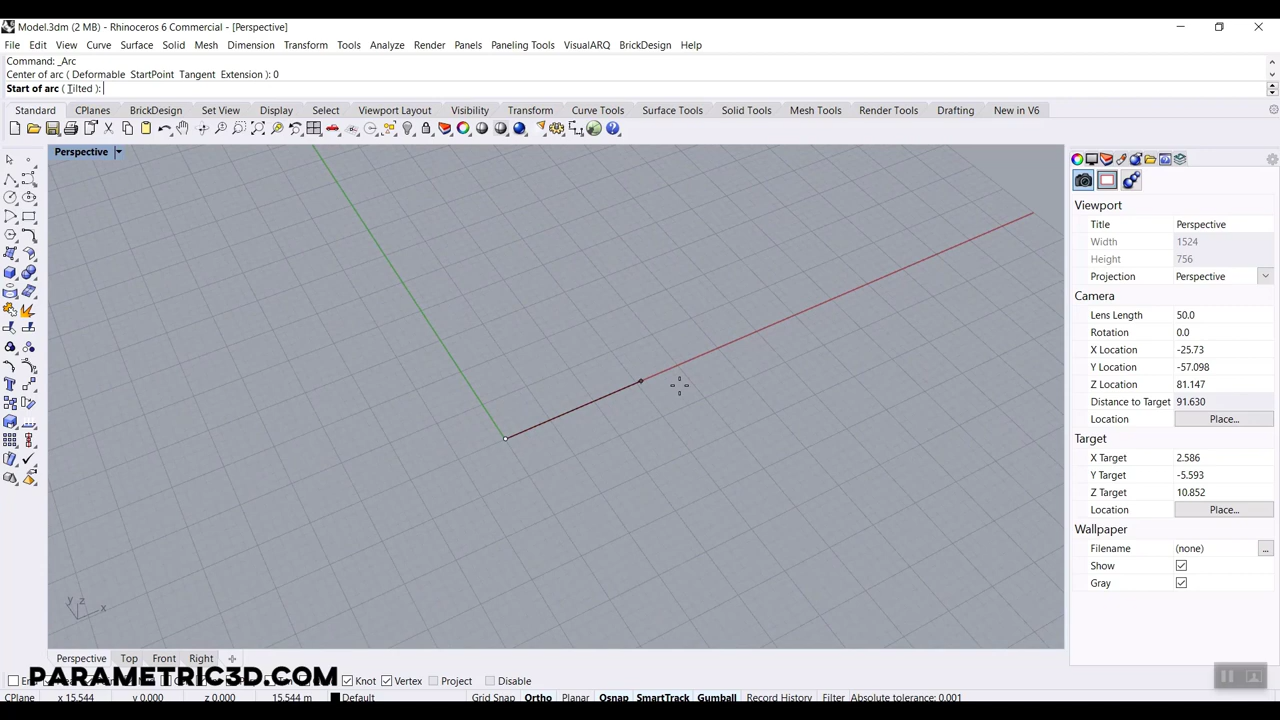 Model.3dm (2 MB) - Rhinoceros 6 Commercial - [Perspective]
File Edit View Curve Surface Solid Mesh Dimension Transform Tools Analyze Render Panels Paneling Tools VisualARQ BrickDesign Help
Command: _Arc
Center of arc ( Deformable StartPoint Tangent Extension ): 0
Start of arc ( Tilted ):
Standard CPlanes BrickDesign Set View Display Select Viewport Layout Visibility Transform Curve Tools Surface Tools Solid Tools Mesh Tools Render Tools Drafting New in V6
Perspective
Viewport
Title Perspective
Width 1524
Height 756
Projection Perspective
Camera
Lens Length 50.0
Rotation 0.0
X Location -25.73
Y Location -57.098
Z Location 81.147
Distance to Target 91.630
Location Place...
Target
X Target 2.586
Y Target -5.593
Z Target 10.852
Location Place...
Wallpaper
Filename (none) ...
Show
Gray
y z x
Perspective Top Front Right
PARAMETRIC3D.COM
Knot Vertex Project Disable
CPlane x 15.544 y 0.000 z 0.000 15.544 m Default Grid Snap Ortho Planar Osnap SmartTrack Gumball Record History Filter Absolute tolerance: 0.001